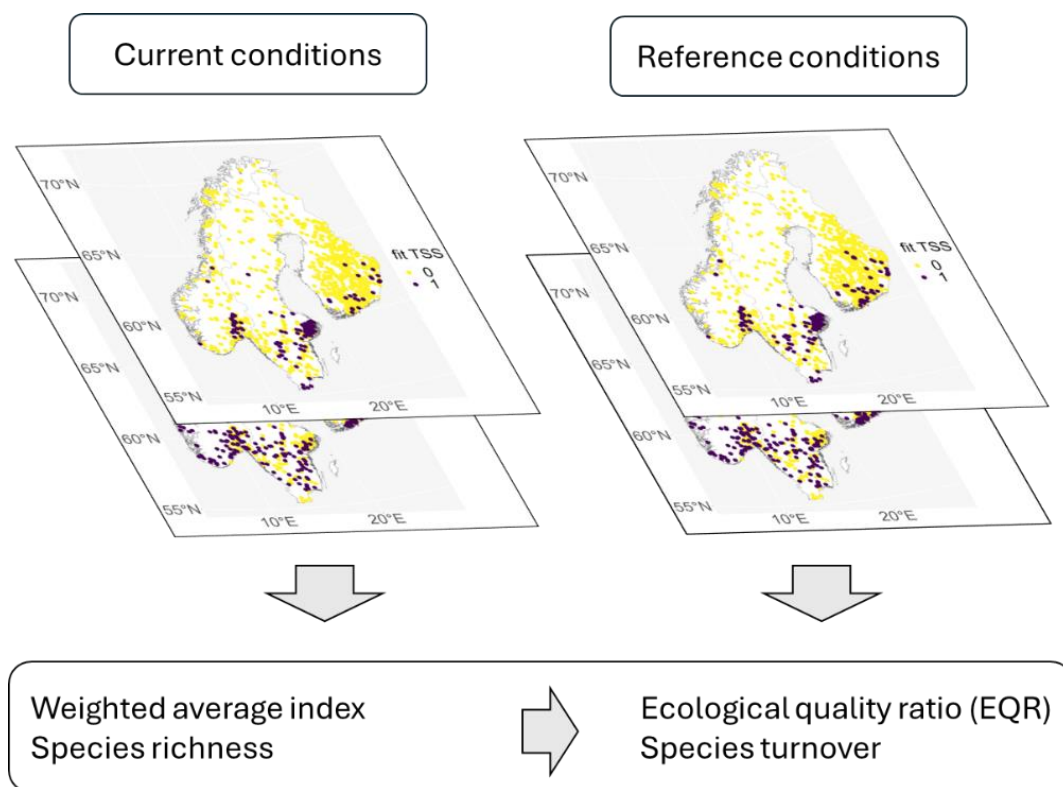 Current conditions
Reference conditions
70°N
65°N
60°N
55°N
10°E
20°E
fit TSS
0
1
70°N
65°N
60°N
55°N
10°E
20°E
70°N
65°N
60°N
55°N
10°E
20°E
fit TSS
0
1
70°N
65°N
60°N
55°N
10°E
20°E
Weighted average index
Species richness
Ecological quality ratio (EQR)
Species turnover